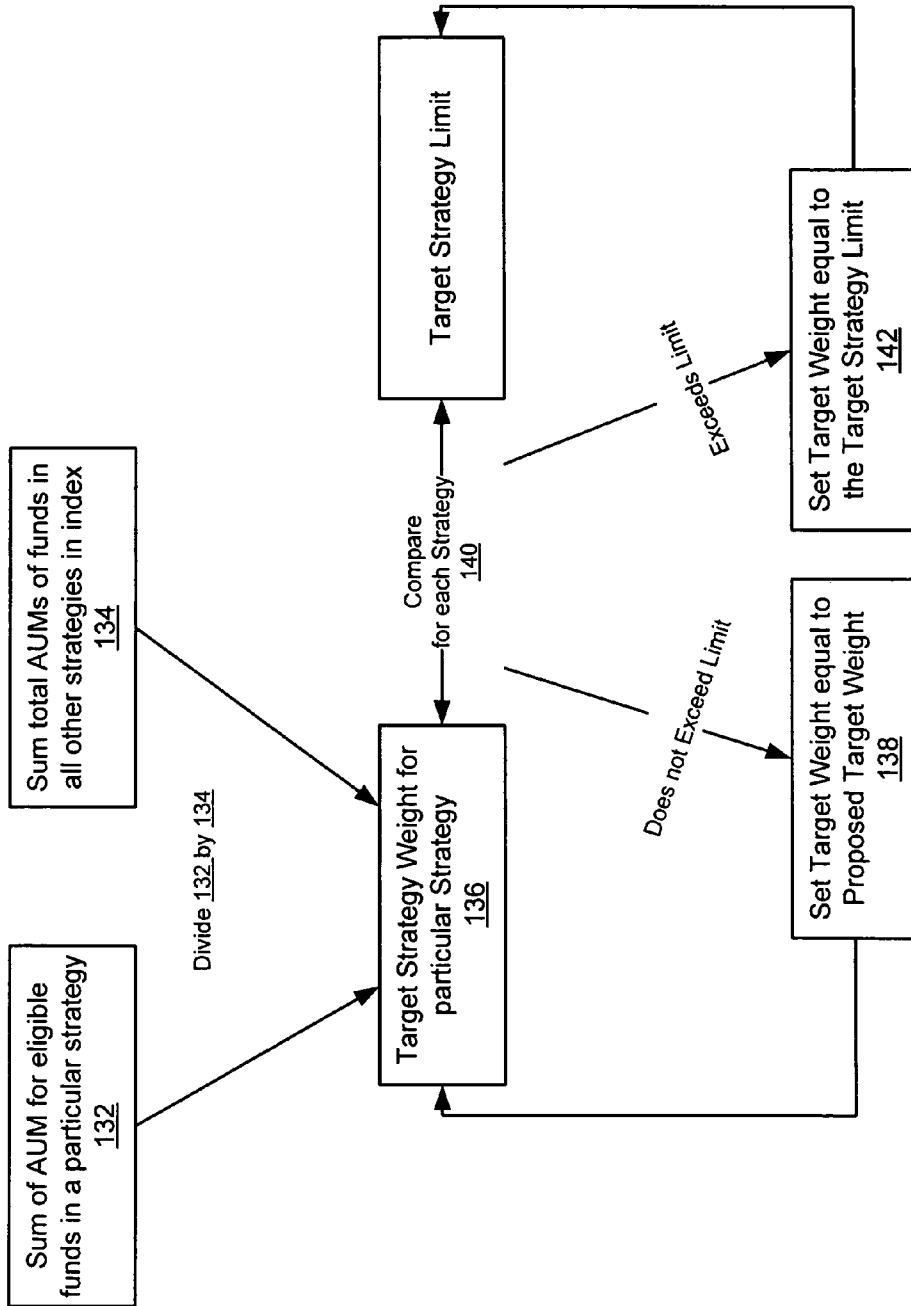 Sum of AUM for eligible
funds in a particular strategy
132
Sum total AUMs of funds in
all other strategies in index
134
Divide 132 by 134
Target Strategy Weight for
particular Strategy
136
Compare
for each Strategy
140
Target Strategy Limit
Does not Exceed Limit
Exceeds Limit
Set Target Weight equal to
Proposed Target Weight
138
Set Target Weight equal to
the Target Strategy Limit
142